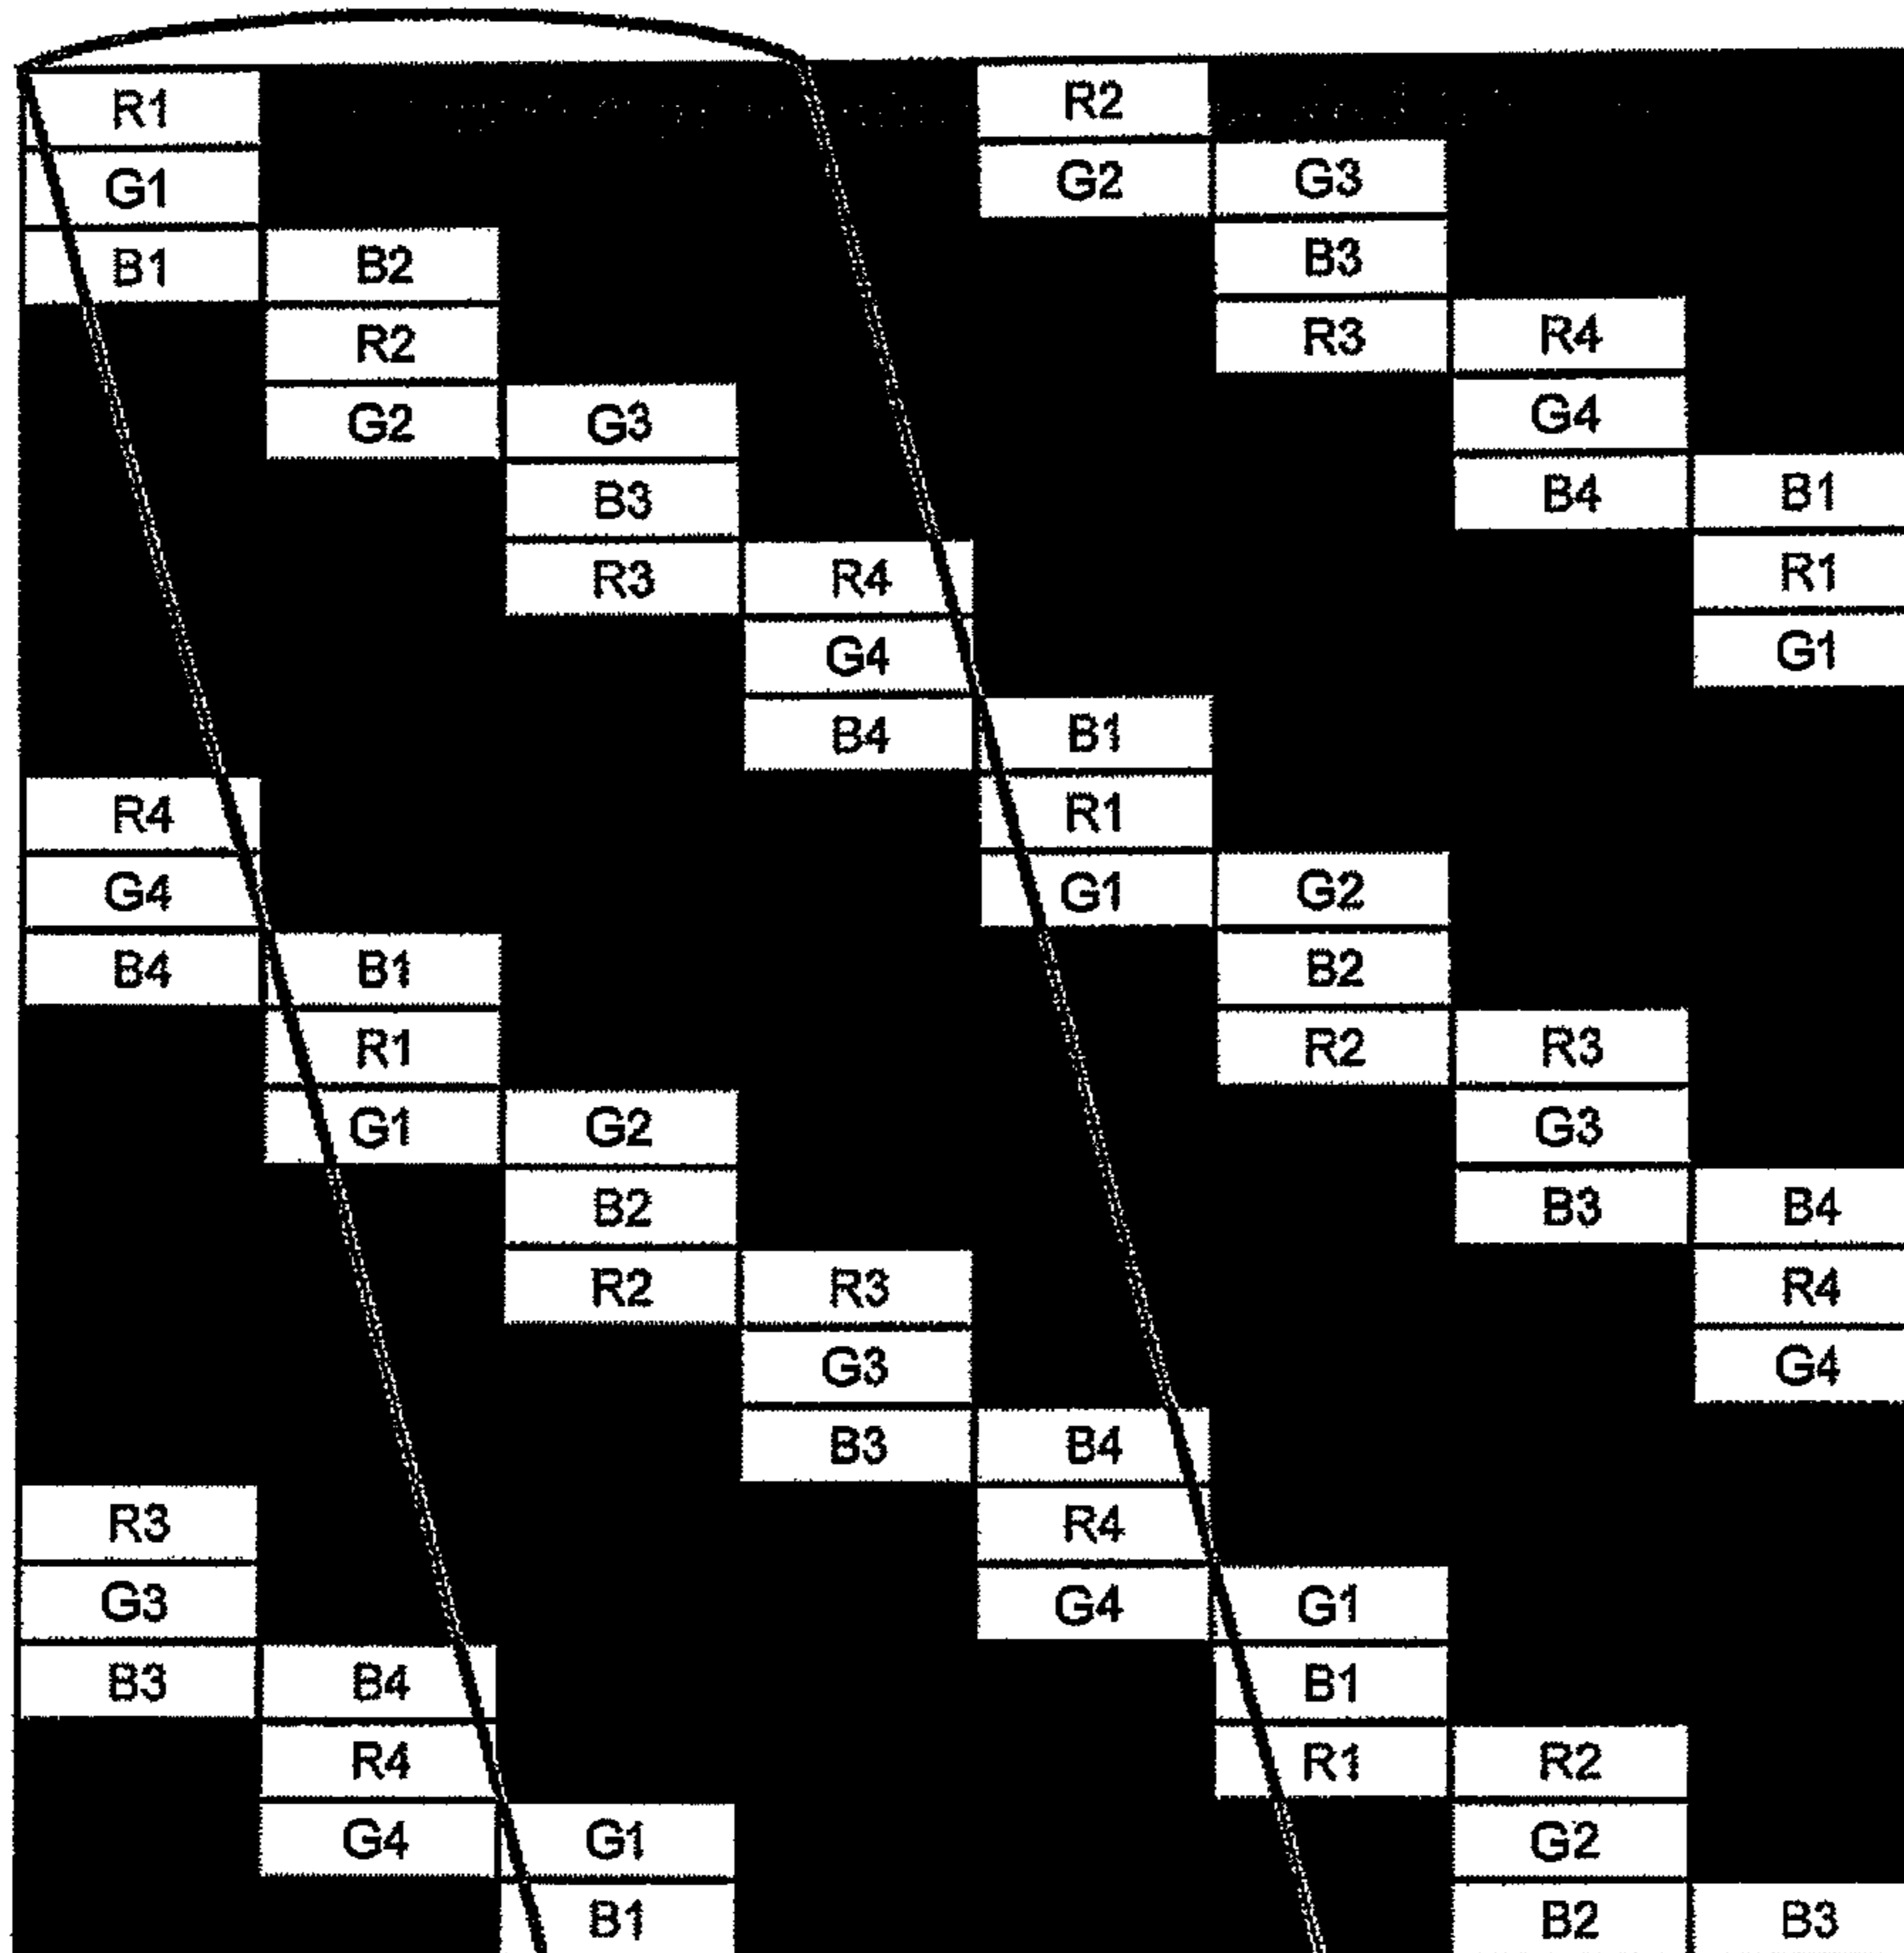 R1 R2
G1 G2 G3
B1 B2 B3
R2 R3 R4
G2 G3 G4
B3 B4 B1
R3 R4 R1
G4 G1
B4 B1
R4 R1
G4 G1 G2
B4 B1 B2
R1 R2 R3
G1 G2 G3
B2 B3 B4
R2 R3 R4
G3 G4
B3 B4
R3 R4
G3 G4 G1
B3 B4 B1
R4 R1 R2
G4 G1 G2
B1 B2 B3